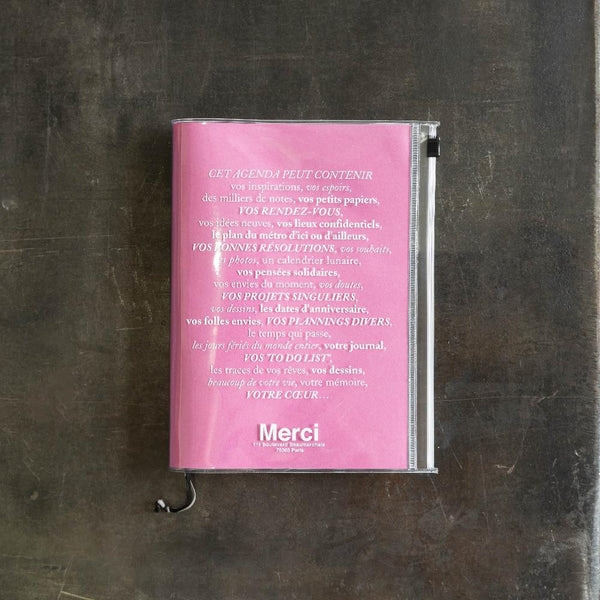 CET AGENDA PEUT CONTENIR
vos inspirations, vos espoirs,
des milliers de notes, vos petits papiers,
VOS RENDEZ-VOUS,
vos idées neuves, vos lieux confidentiels,
le plan du métro d'ici ou d'ailleurs,
VOS BONNES RÉSOLUTIONS, vos souhaits,
vos photos, un calendrier lunaire,
vos pensées solidaires,
vos envies du moment, vos doutes,
VOS PROJETS SINGULIERS,
vos dessins, les dates d'anniversaire,
vos folles envies, VOS PLANNINGS DIVERS,
le temps qui passe,
les jours fériés du monde entier, votre journal,
VOS "TO DO LIST",
les traces de vos rêves, vos dessins,
beaucoup de votre vie, votre mémoire,
VOTRE CŒUR...
Merci
111 boulevard Beaumarchais
75003 Paris